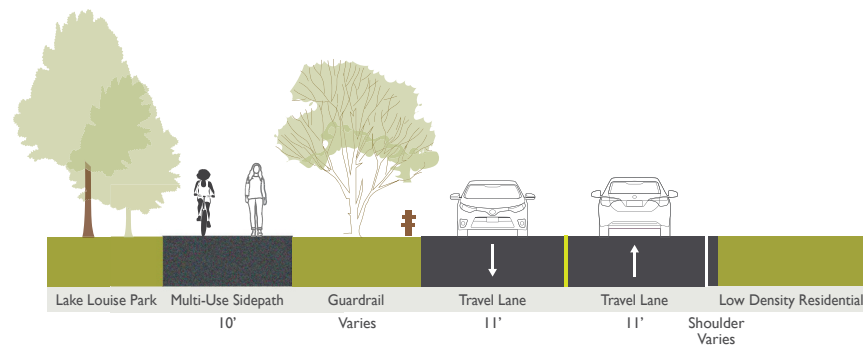 Lake Louise Park
Multi-Use Sidepath
10’
Guardrail
Varies
Travel Lane
11’
Travel Lane
11’
Shoulder
Varies
Low Density Residential